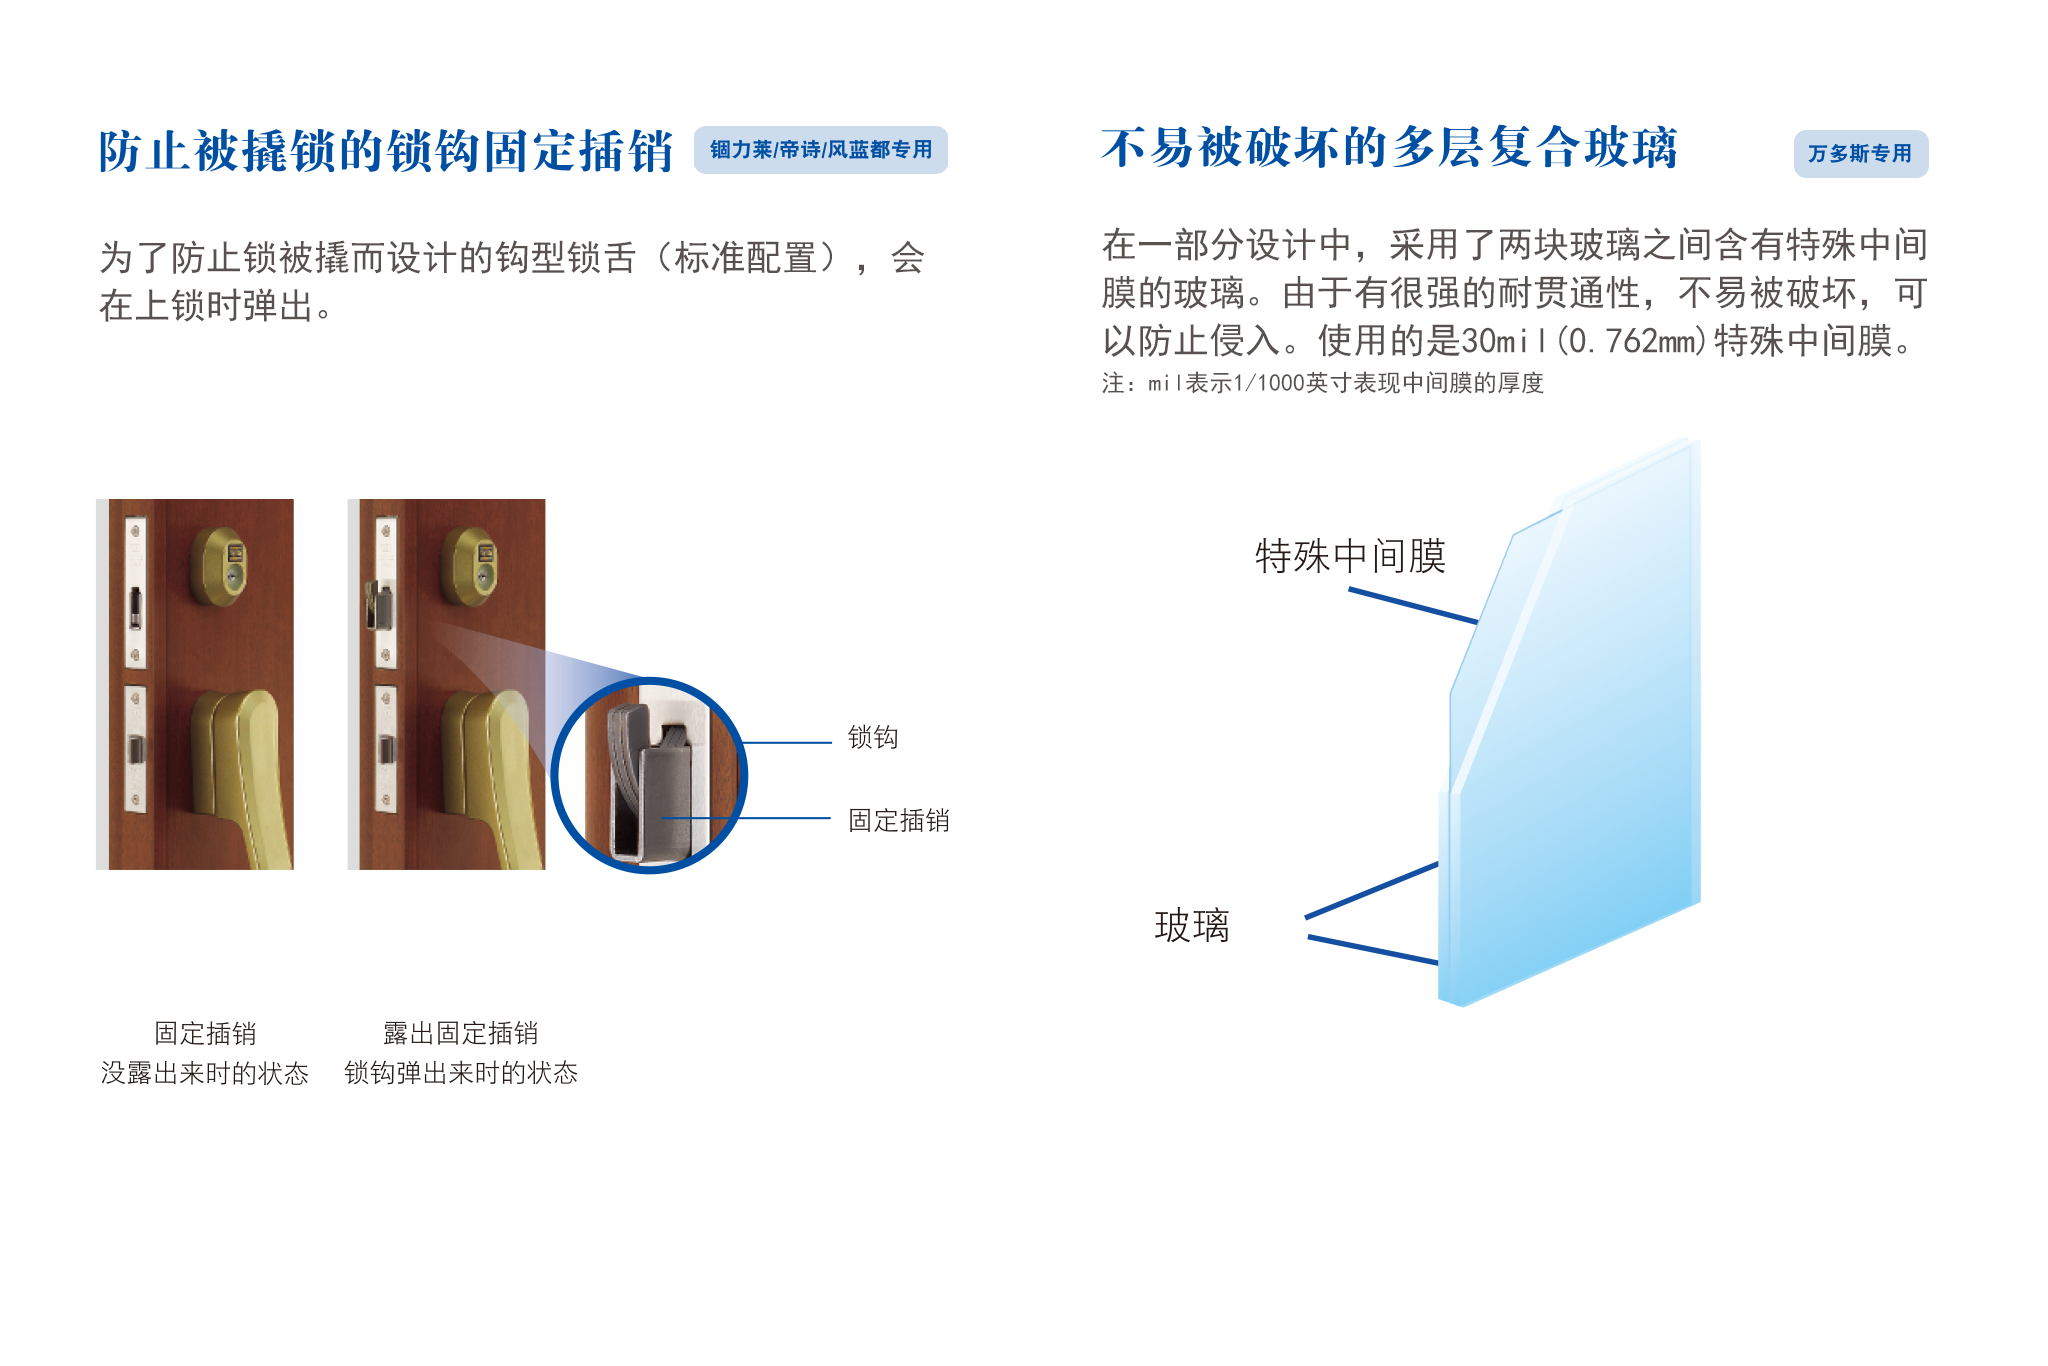 防止被撬锁的锁钩固定插销
锢力莱/帝诗/风蓝都专用
为了防止锁被撬而设计的钩型锁舌（标准配置），会
在上锁时弹出。
锁钩
固定插销
固定插销
没露出来时的状态
露出固定插销
锁钩弹出来时的状态
不易被破坏的多层复合玻璃
万多斯专用
在一部分设计中，采用了两块玻璃之间含有特殊中间
膜的玻璃。由于有很强的耐贯通性，不易被破坏，可
以防止侵入。使用的是30mil(0.762mm)特殊中间膜。
注：mil表示1/1000英寸表现中间膜的厚度
特殊中间膜
玻璃